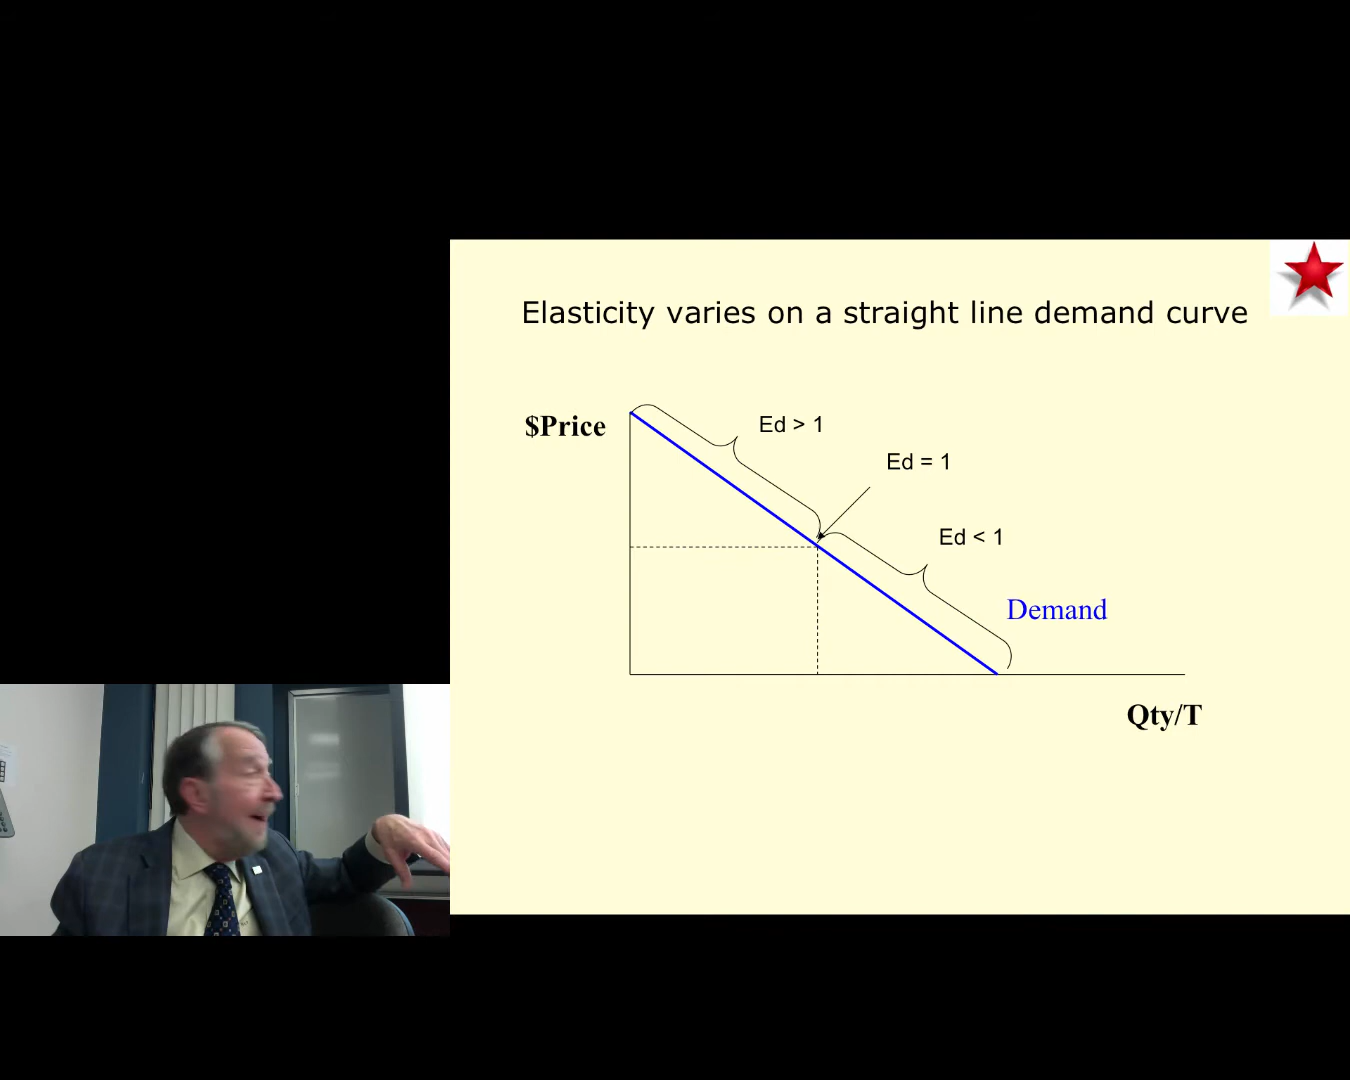 Elasticity varies on a straight line demand curve
$Price
Ed > 1
Ed = 1
Ed < 1
Demand
Qty/T